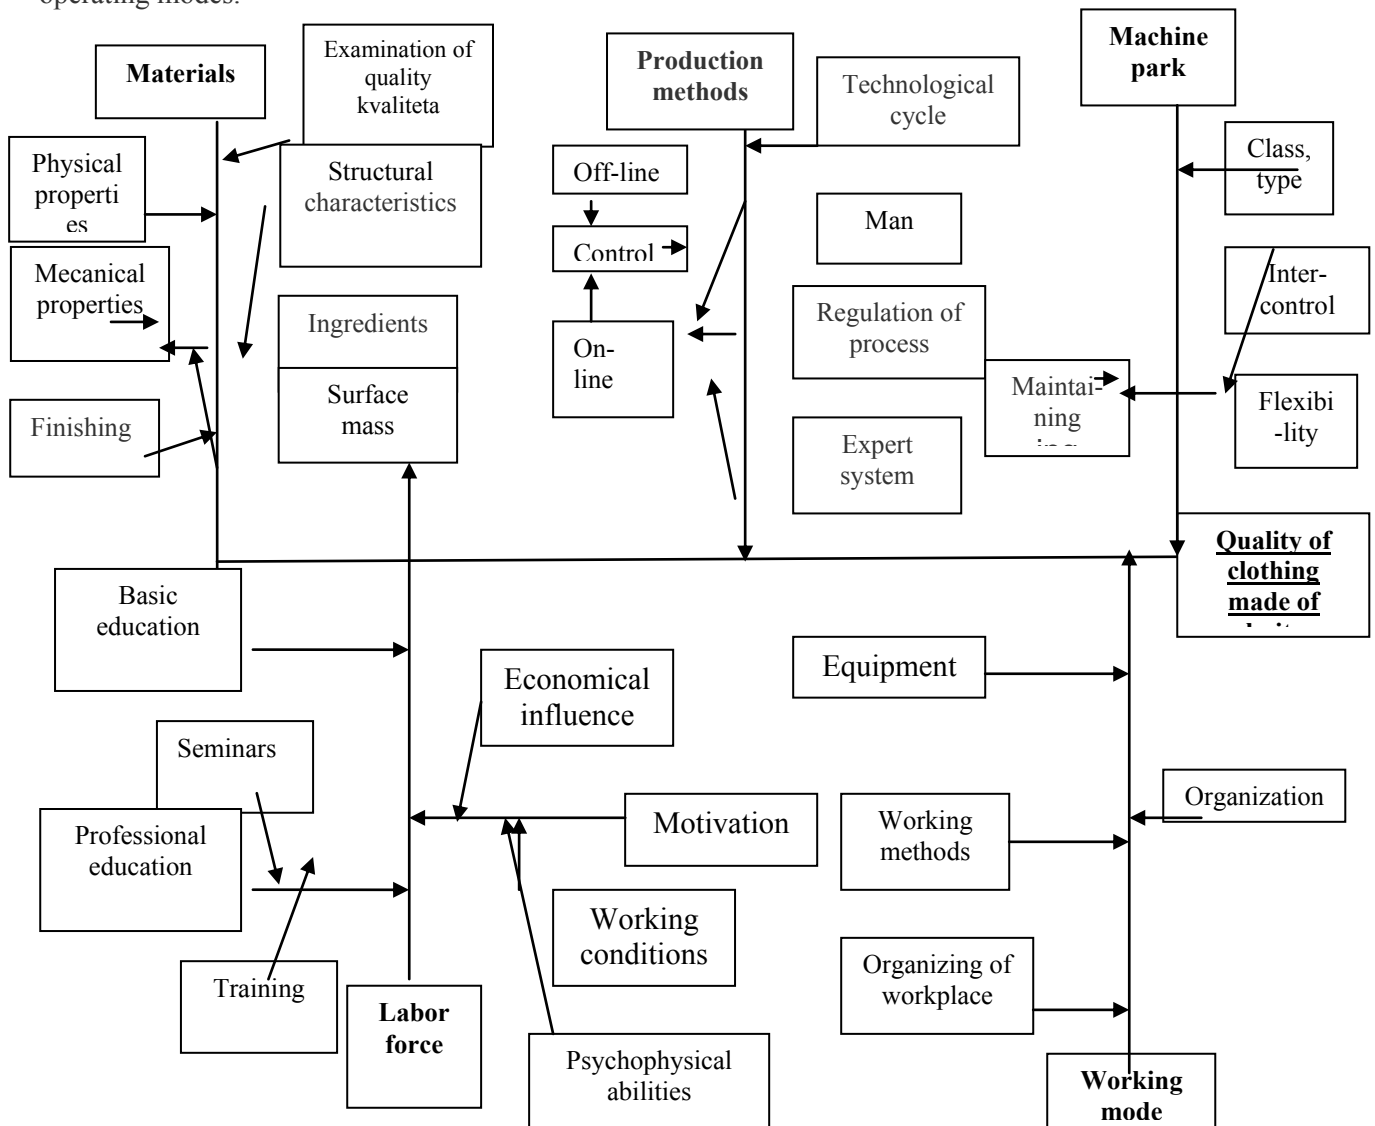 operating modes.
Materials
Examination of
quality
kvaliteta
Production
methods
Technological
cycle
Machine
park
Physical
properti
es
Structural
characteristics
Off-line
Control
On-
line
Man
Class,
type
Mecanical
properties
Ingredients
Surface
mass
Regulation of
process
Inter-
control
Maintai-
ning
Flexibi
-lity
Finishing
Expert
system
Quality of
clothing
made of
Basic
education
Economical
influence
Equipment
Seminars
Professional
education
Motivation
Working
methods
Organization
Working
conditions
Training
Labor
force
Organizing of
workplace
Psychophysical
abilities
Working
mode